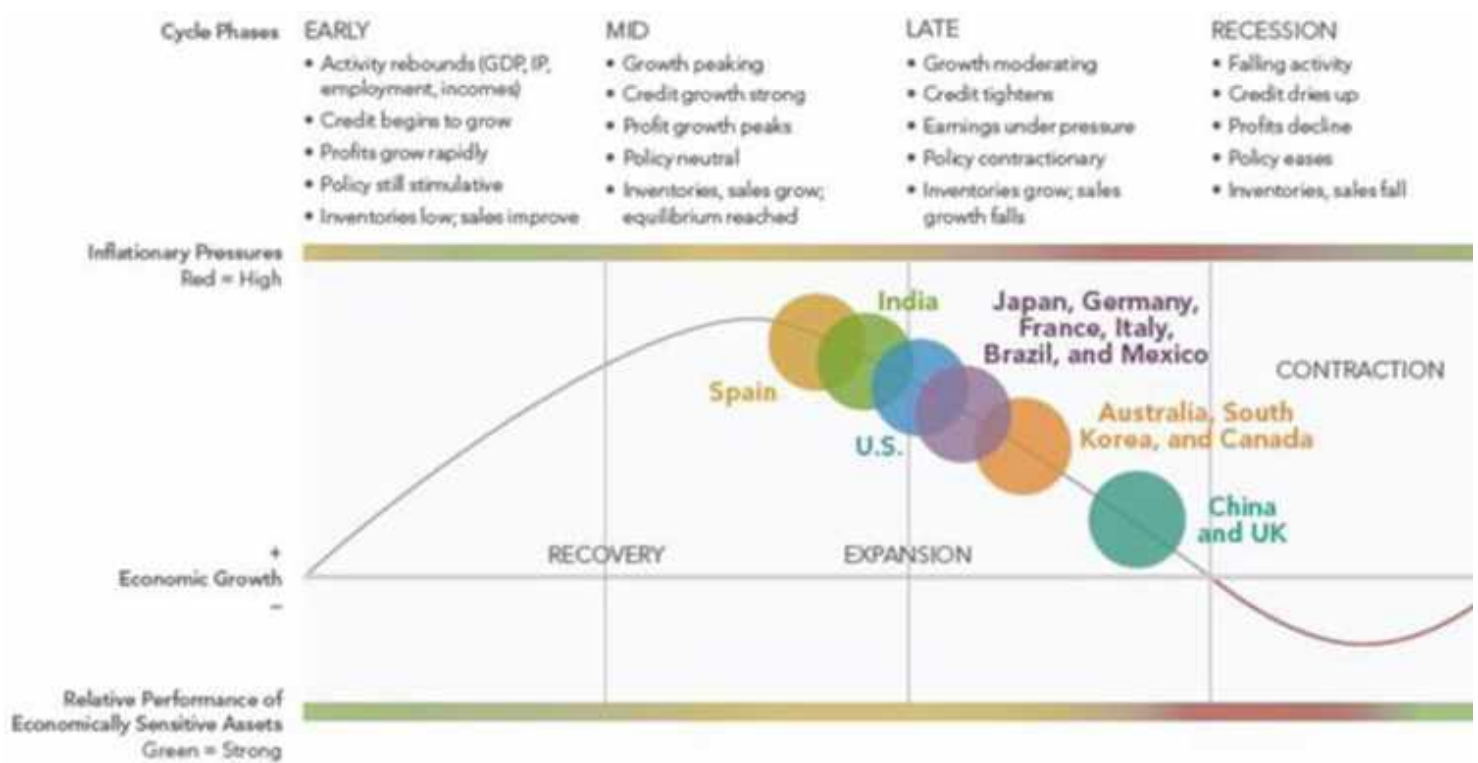 Cycle Phases
EARLY
• Activity rebounds (GDP, IP,
employment, incomes)
• Credit begins to grow
• Profits grow rapidly
• Policy still stimulative
• Inventories low; sales improve
MID
• Growth peaking
• Credit growth strong
• Profit growth peaks
• Policy neutral
• Inventories, sales grow;
equilibrium reached
LATE
• Growth moderating
• Credit tightens
• Earnings under pressure
• Policy contractionary
• Inventories grow; sales
growth falls
RECESSION
• Falling activity
• Credit dries up
• Profits decline
• Policy eases
• Inventories, sales fall
Inflationary Pressures
Red = High
India
Japan, Germany,
France, Italy,
Brazil, and Mexico
CONTRACTION
Spain
Australia, South
Korea, and Canada
U.S.
China
and UK
RECOVERY
EXPANSION
+
Economic Growth
–
Relative Performance of
Economically Sensitive Assets
Green = Strong